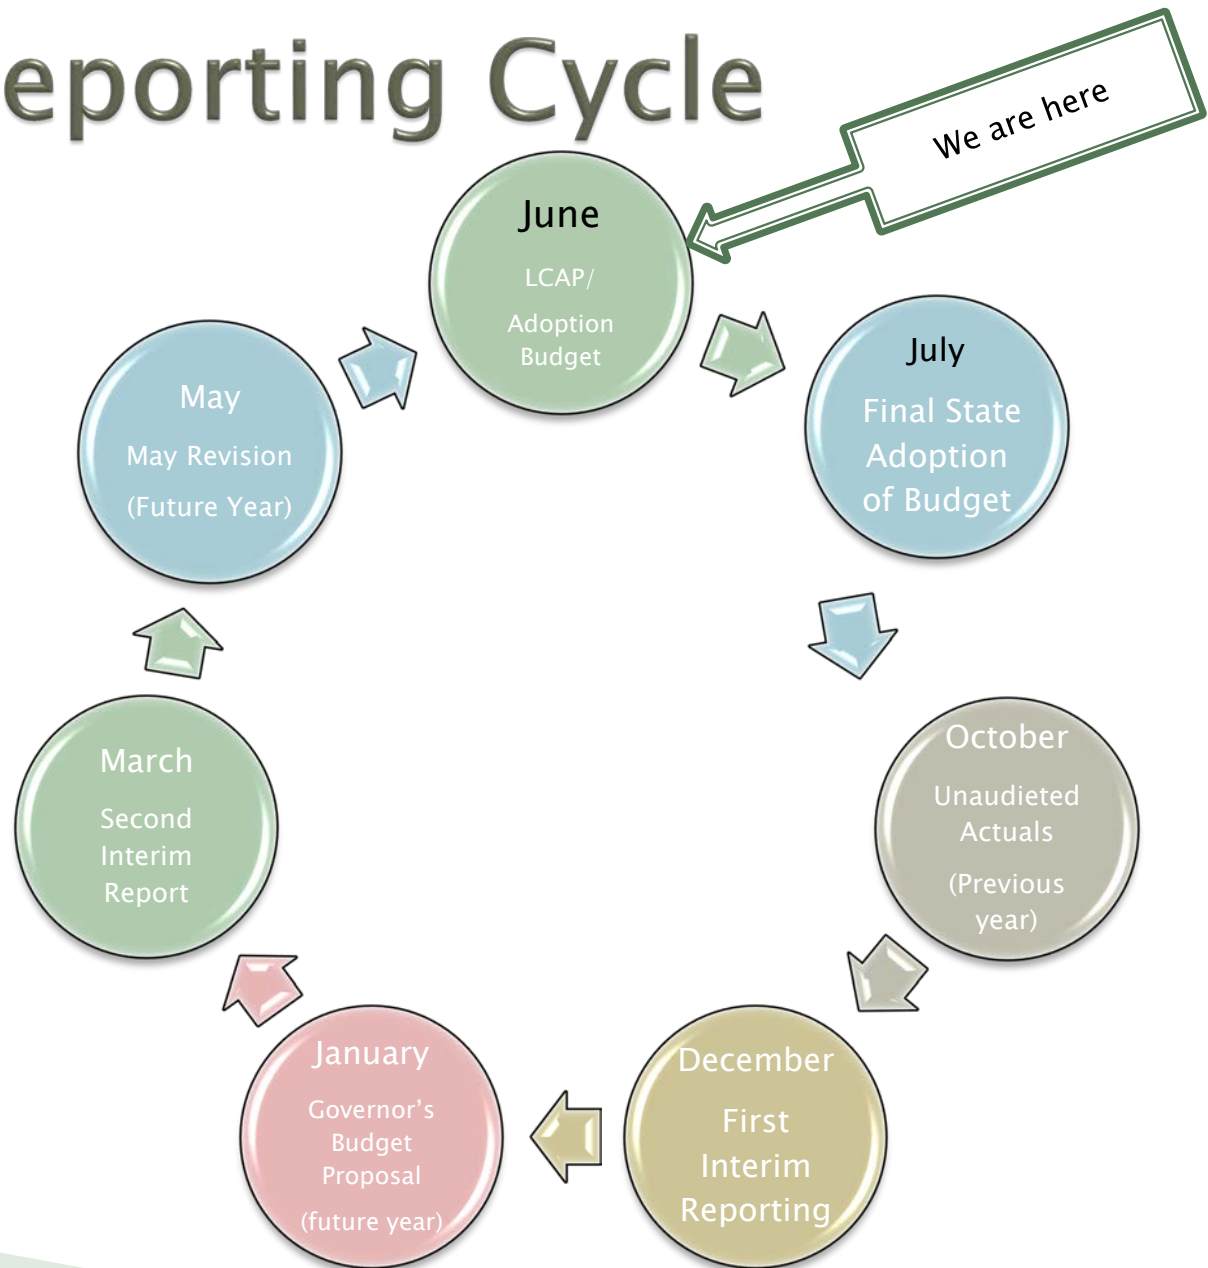 eporting Cycle
We are here
June
LCAP/
Adoption
Budget
July
Final State
Adoption
of Budget
October
Unaudieted
Actuals
(Previous
year)
December
First
Interim
Reporting
January
Governor’s
Budget
Proposal
(future year)
March
Second
Interim
Report
May
May Revision
(Future Year)